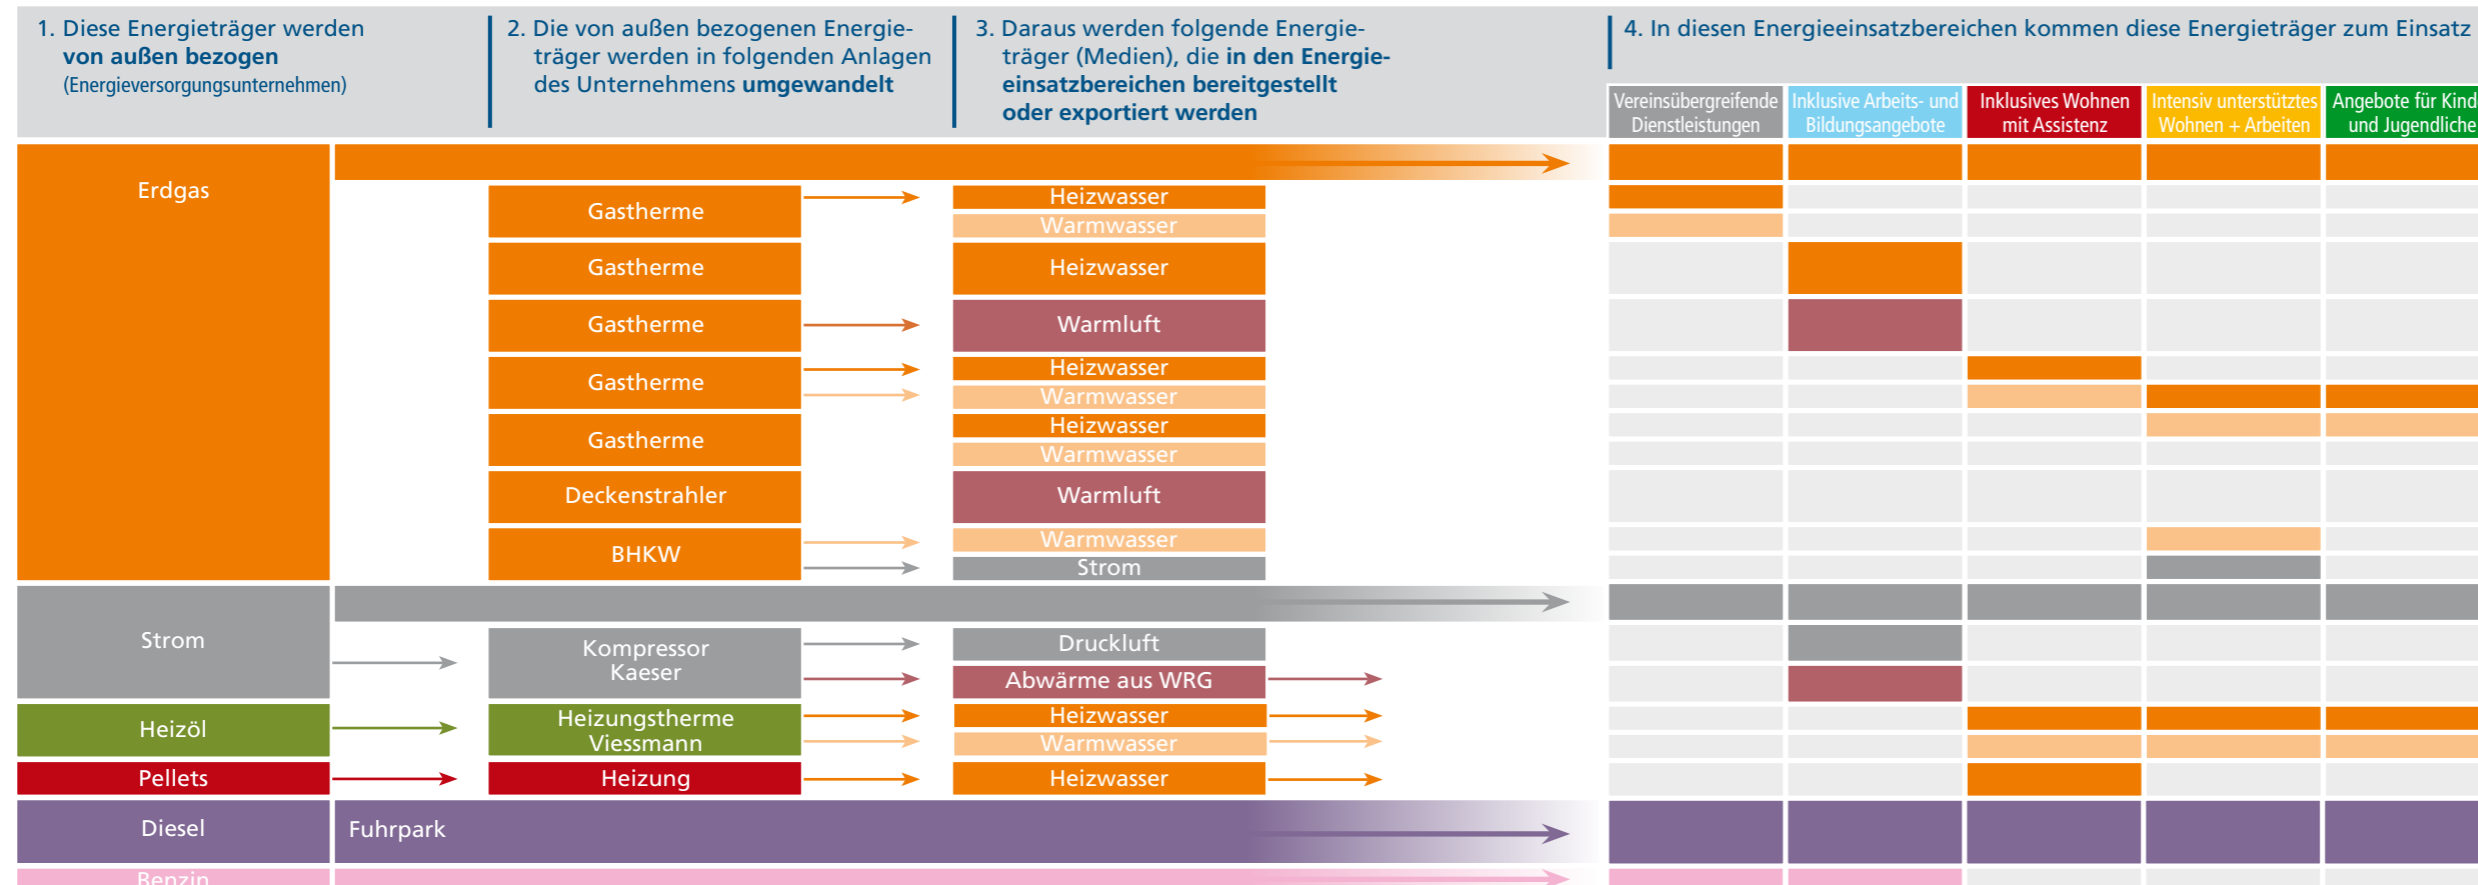 1. Diese Energieträger werden
von außen bezogen
(Energieversorgungsunternehmen)
2. Die von außen bezogenen Energie-
träger werden in folgenden Anlagen
des Unternehmens umgewandelt
3. Daraus werden folgende Energie-
träger (Medien), die in den Energie-
einsatzbereichen bereitgestellt
oder exportiert werden
4. In diesen Energieeinsatzbereichen kommen diese Energieträger zum Einsatz
Vereinsübergreifende
Dienstleistungen
Inklusive Arbeits- und
Bildungsangebote
Inklusives Wohnen
mit Assistenz
Intensiv unterstütztes
Wohnen + Arbeiten
Angebote für Kind
und Jugendliche
Erdgas
Gastherme
Heizwasser
Warmwasser
Gastherme
Heizwasser
Gastherme
Warmluft
Gastherme
Heizwasser
Warmwasser
Gastherme
Heizwasser
Warmwasser
Deckenstrahler
Warmluft
BHKW
Warmwasser
Strom
Strom
Kompressor
Kaeser
Druckluft
Abwärme aus WRG
Heizöl
Heizungstherme
Viessmann
Heizwasser
Warmwasser
Pellets
Heizung
Heizwasser
Diesel
Fuhrpark
Benzin